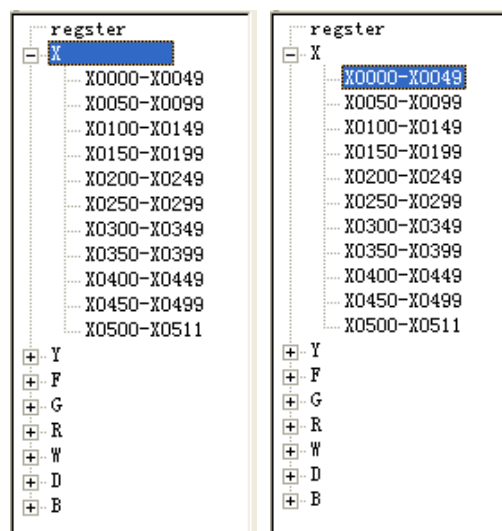 regster
X
X0000-X0049
X0050-X0099
X0100-X0149
X0150-X0199
X0200-X0249
X0250-X0299
X0300-X0349
X0350-X0399
X0400-X0449
X0450-X0499
X0500-X0511
Y
F
G
R
W
D
B
regster
X
X0000-X0049
X0050-X0099
X0100-X0149
X0150-X0199
X0200-X0249
X0250-X0299
X0300-X0349
X0350-X0399
X0400-X0449
X0450-X0499
X0500-X0511
Y
F
G
R
W
D
B